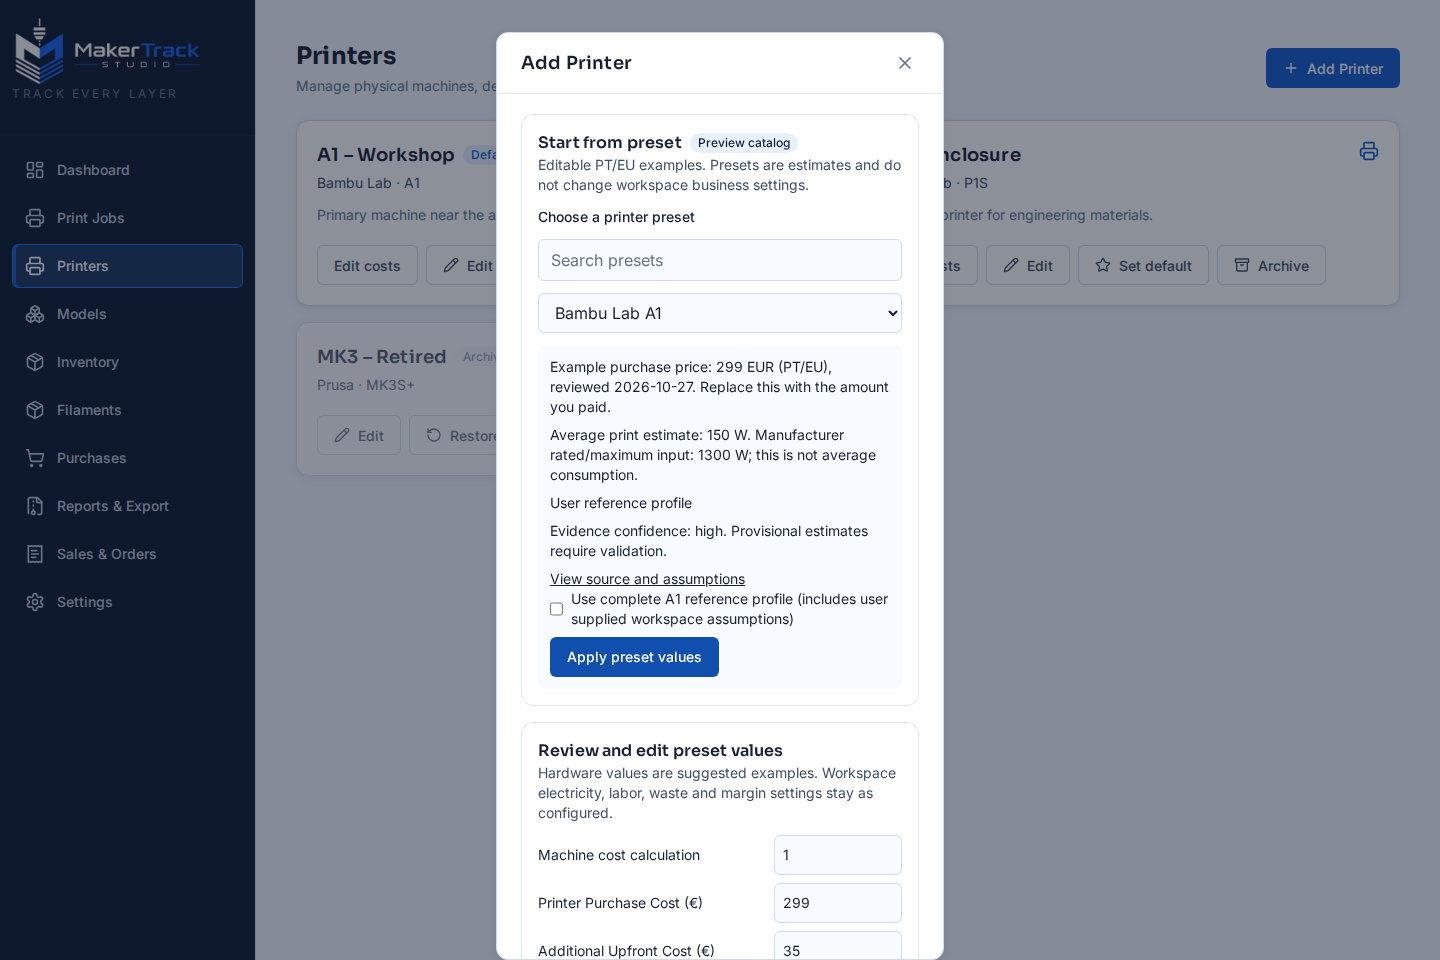 MakerTrack
STUDIO
TRACK EVERY LAYER
Dashboard
Print Jobs
Printers
Models
Inventory
Filaments
Purchases
Reports & Export
Sales & Orders
Settings
Printers
Manage physical machines, de
Add Printer
A1 – Workshop
Defa
Bambu Lab · A1
Primary machine near the a
Edit costs
Edit
nclosure
b · P1S
printer for engineering materials.
sts
Edit
Set default
Archive
MK3 – Retired
Archiv
Prusa · MK3S+
Edit
Restore
Add Printer
Start from preset
Preview catalog
Editable PT/EU examples. Presets are estimates and do
not change workspace business settings.
Choose a printer preset
Search presets
Bambu Lab A1
Example purchase price: 299 EUR (PT/EU),
reviewed 2026-10-27. Replace this with the amount
you paid.
Average print estimate: 150 W. Manufacturer
rated/maximum input: 1300 W; this is not average
consumption.
User reference profile
Evidence confidence: high. Provisional estimates
require validation.
View source and assumptions
Use complete A1 reference profile (includes user
supplied workspace assumptions)
Apply preset values
Review and edit preset values
Hardware values are suggested examples. Workspace
electricity, labor, waste and margin settings stay as
configured.
Machine cost calculation
1
Printer Purchase Cost (€)
299
Additional Upfront Cost (€)
35